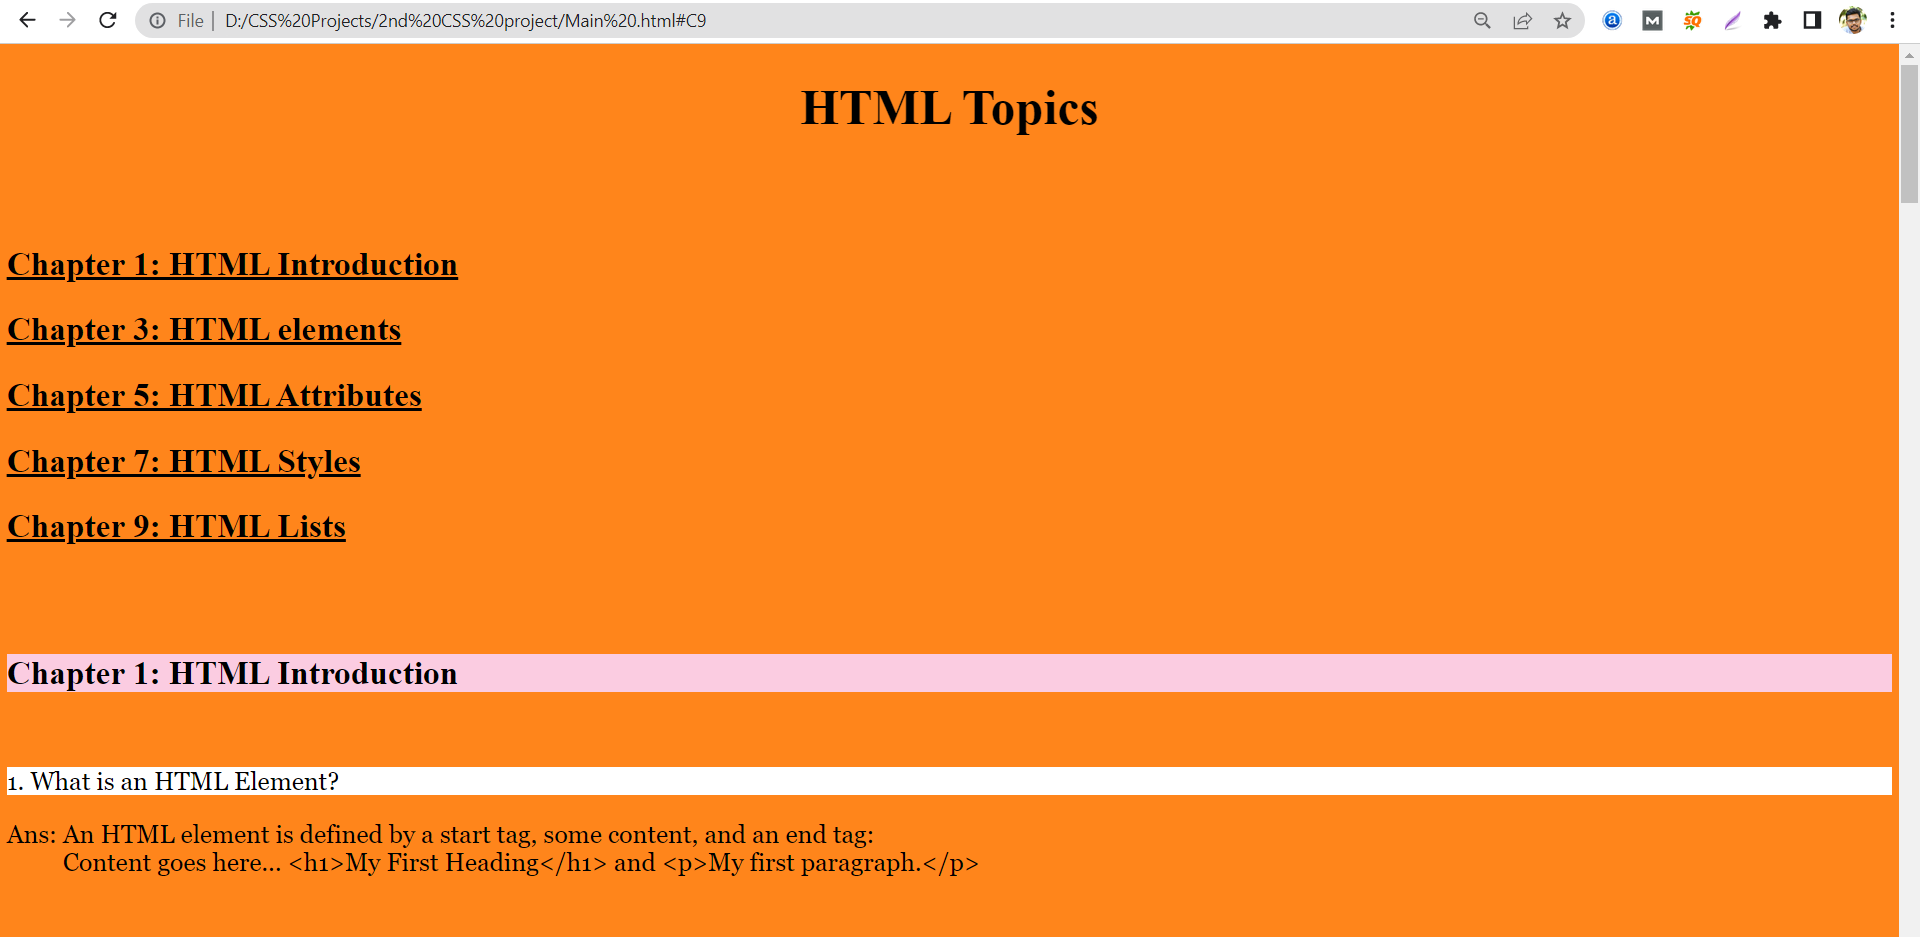 File | D:/CSS%20Projects/2nd%20CSS%20project/Main%20.html#C9
HTML Topics
Chapter 1: HTML Introduction
Chapter 3: HTML elements
Chapter 5: HTML Attributes
Chapter 7: HTML Styles
Chapter 9: HTML Lists
Chapter 1: HTML Introduction
1. What is an HTML Element?
Ans: An HTML element is defined by a start tag, some content, and an end tag:
Content goes here... <h1>My First Heading</h1> and <p>My first paragraph.</p>